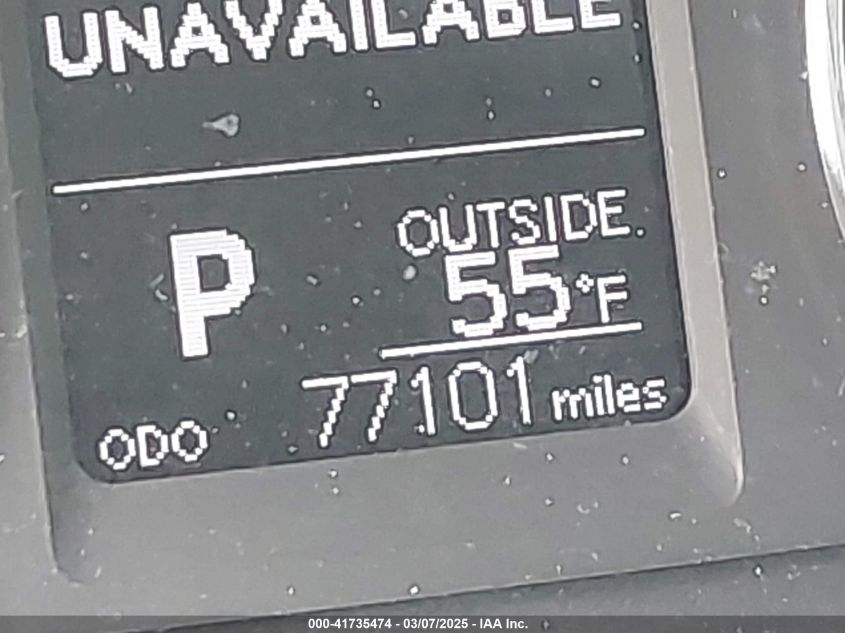 UNAVAILABLE
P
OUTSIDE.
55°F
ODO 77101 miles
000-41735474 - 03/07/2025 - IAA Inc.